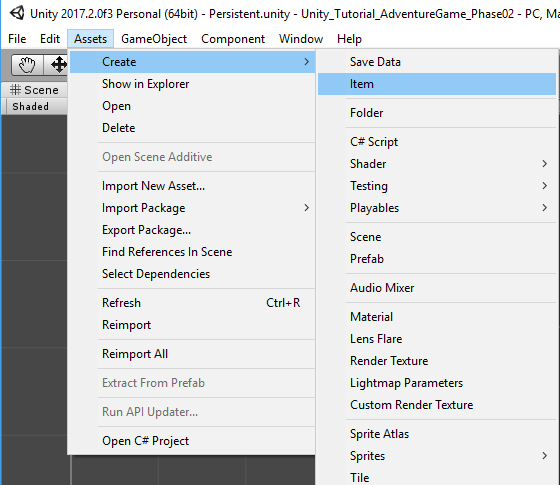 Unity 2017.2.0f3 Personal (64bit) - Persistent.unity - Unity_Tutorial_AdventureGame_Phase02 - PC, Ma
File Edit Assets GameObject Component Window Help
Scene
Shaded
Create
Show in Explorer
Open
Delete
Open Scene Additive
Import New Asset...
Import Package
Export Package...
Find References In Scene
Select Dependencies
Refresh Ctrl+R
Reimport
Reimport All
Extract From Prefab
Run API Updater...
Open C# Project
Save Data
Item
Folder
C# Script
Shader
Testing
Playables
Scene
Prefab
Audio Mixer
Material
Lens Flare
Render Texture
Lightmap Parameters
Custom Render Texture
Sprite Atlas
Sprites
Tile